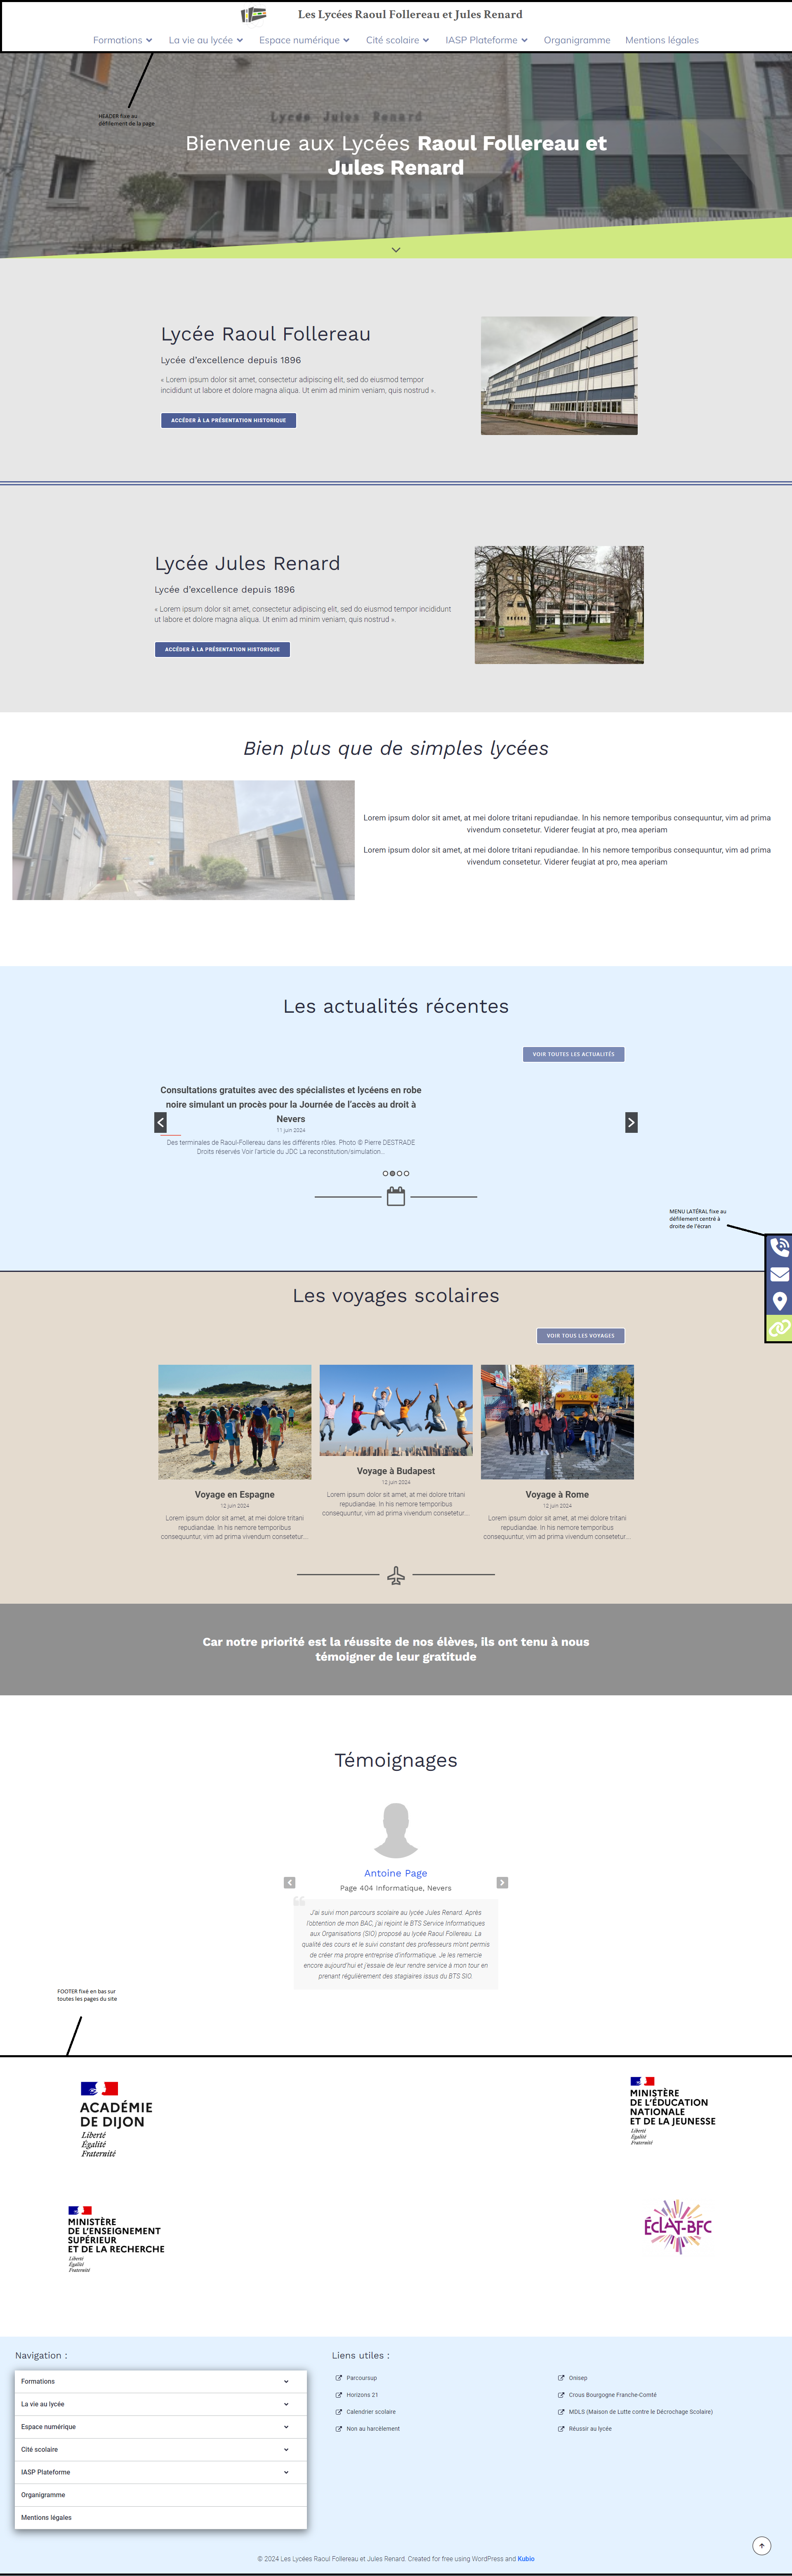 Les Lycées Raoul Follereau et Jules Renard
Formations
La vie au lycée
Espace numérique
Cité scolaire
IASP Plateforme
Organigramme
Mentions légales
HEADER fixe au
défilement de la page
Lycée Jules Renard
Bienvenue aux Lycées Raoul Follereau et
Jules Renard
Lycée Raoul Follereau
Lycée d'excellence depuis 1896
« Lorem ipsum dolor sit amet, consectetur adipiscing elit, sed do eiusmod tempor
incididunt ut labore et dolore magna aliqua. Ut enim ad minim veniam, quis nostrud ».
ACCÉDER À LA PRÉSENTATION HISTORIQUE
Lycée Jules Renard
Lycée d'excellence depuis 1896
« Lorem ipsum dolor sit amet, consectetur adipiscing elit, sed do eiusmod tempor incididunt
ut labore et dolore magna aliqua. Ut enim ad minim veniam, quis nostrud ».
ACCÉDER À LA PRÉSENTATION HISTORIQUE
Bien plus que de simples lycées
Lorem ipsum dolor sit amet, at mei dolore tritani repudiandae. In his nemore temporibus consequuntur, vim ad prima
vivendum consetetur. Viderer feugiat at pro, mea aperiam
Lorem ipsum dolor sit amet, at mei dolore tritani repudiandae. In his nemore temporibus consequuntur, vim ad prima
vivendum consetetur. Viderer feugiat at pro, mea aperiam
Les actualités récentes
VOIR TOUTES LES ACTUALITÉS
Consultations gratuites avec des spécialistes et lycéens en robe
noire simulant un procès pour la Journée de l'accès au droit à
Nevers
11 juin 2024
Des terminales de Raoul-Follereau dans les différents rôles. Photo © Pierre DESTRADE
Droits réservés Voir l'article du JDC La reconstitution/simulation...
MENU LATÉRAL fixe au
défilement centré à
droite de l'écran
Les voyages scolaires
VOIR TOUS LES VOYAGES
Voyage en Espagne
12 juin 2024
Lorem ipsum dolor sit amet, at mei dolore tritani
repudiandae. In his nemore temporibus
consequuntur, vim ad prima vivendum consetetur....
Voyage à Budapest
12 juin 2024
Lorem ipsum dolor sit amet, at mei dolore tritani
repudiandae. In his nemore temporibus
consequuntur, vim ad prima vivendum consetetur....
Voyage à Rome
12 juin 2024
Lorem ipsum dolor sit amet, at mei dolore tritani
repudiandae. In his nemore temporibus
consequuntur, vim ad prima vivendum consetetur....
Car notre priorité est la réussite de nos élèves, ils ont tenu à nous
témoigner de leur gratitude
Témoignages
Antoine Page
Page 404 Informatique, Nevers
J'ai suivi mon parcours scolaire au lycée Jules Renard. Après
l'obtention de mon BAC, j'ai rejoint le BTS Service Informatiques
aux Organisations (SIO) proposé au lycée Raoul Follereau. La
qualité des cours et le suivi constant des professeurs m'ont permis
de créer ma propre entreprise d'informatique. Je les remercie
encore aujourd'hui et j'essaie de leur rendre service à mon tour en
prenant régulièrement des stagiaires issus du BTS SIO.
FOOTER fixé en bas sur
toutes les pages du site
ACADÉMIE
DE DIJON
Liberté
Égalité
Fraternité
MINISTÈRE
DE L'ÉDUCATION
NATIONALE
ET DE LA JEUNESSE
Liberté
Égalité
Fraternité
MINISTÈRE
DE L'ENSEIGNEMENT
SUPÉRIEUR
ET DE LA RECHERCHE
Liberté
Égalité
Fraternité
ÉCLAT-BFC
Navigation :
Formations
La vie au lycée
Espace numérique
Cité scolaire
IASP Plateforme
Organigramme
Mentions légales
Liens utiles :
Parcoursup
Horizons 21
Calendrier scolaire
Non au harcèlement
Onisep
Crous Bourgogne Franche-Comté
MDLS (Maison de Lutte contre le Décrochage Scolaire)
Réussir au lycée
© 2024 Les Lycées Raoul Follereau et Jules Renard. Created for free using WordPress and Kubio